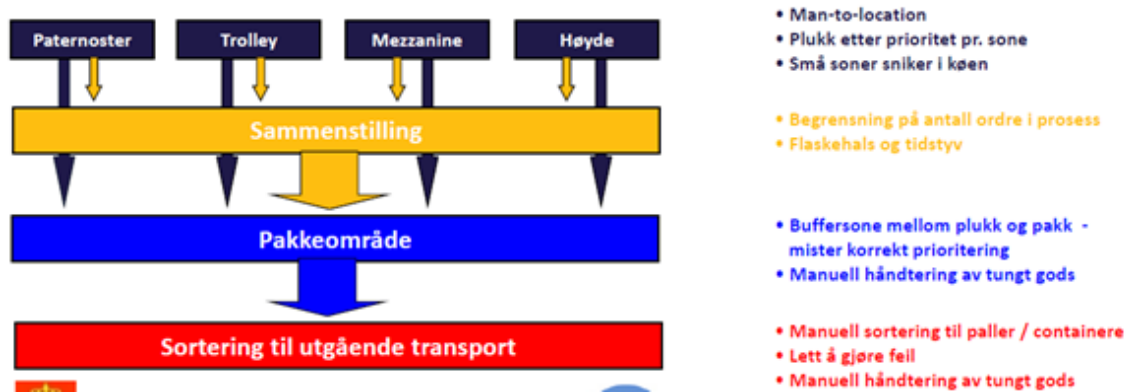 Paternoster
Trolley
Mezzanine
Høyde
Sammenstilling
Pakkeområde
Sortering til utgående transport
• Man-to-location
• Plukk etter prioritet pr. sone
• Små soner sniker i køen
• Begrensning på antall ordre i prosess
• Flaskehals og tidstyv
• Buffersone mellom plukk og pakk -
mister korrekt prioritering
• Manuell håndtering av tungt gods
• Manuell sortering til paller / containere
• Lett å gjøre feil
• Manuell håndtering av tungt gods